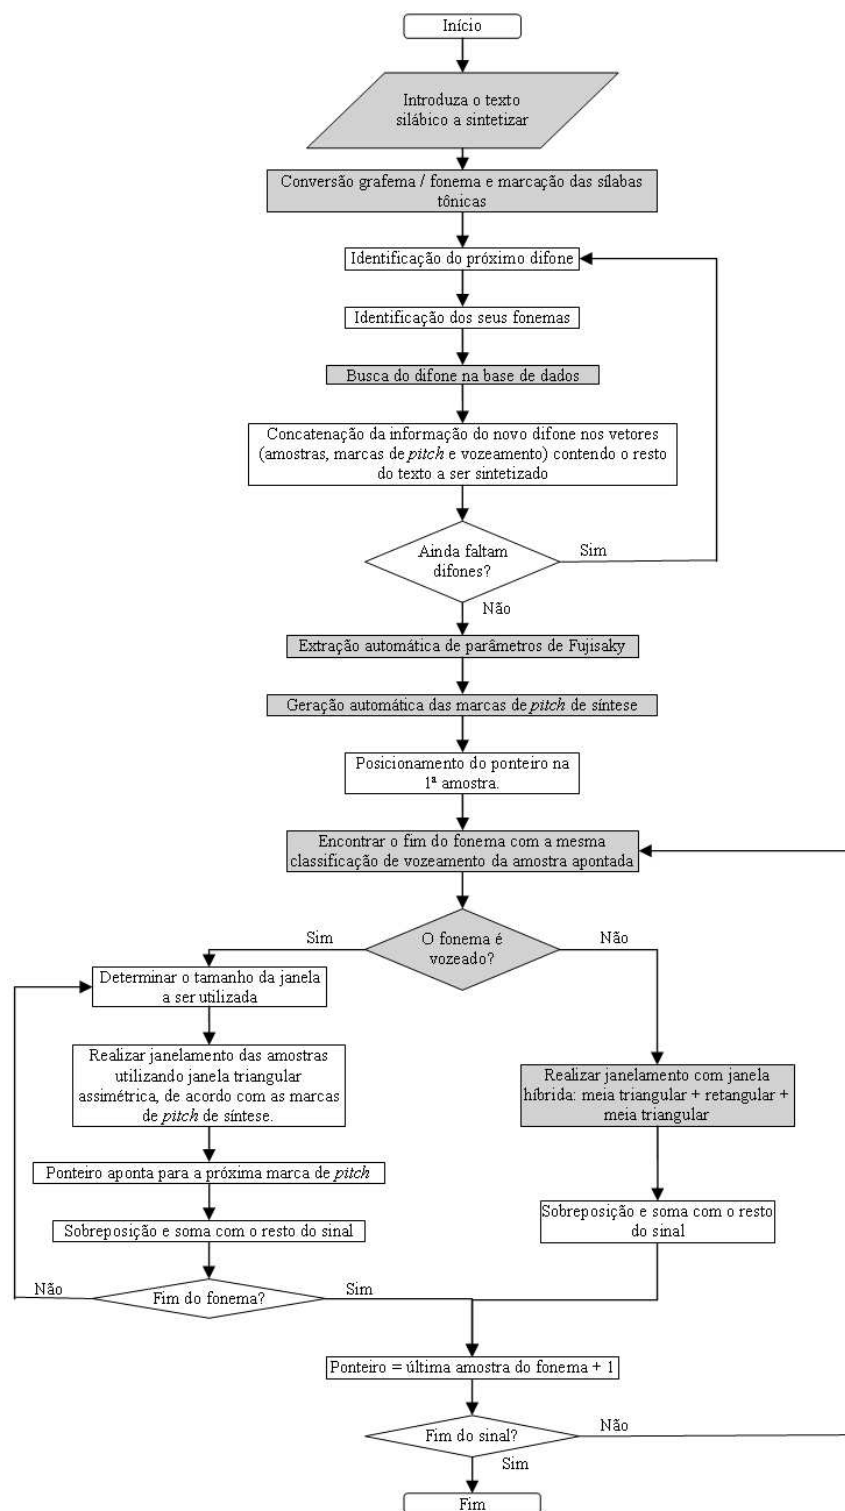 Início
Introduza o texto
silábico a sintetizar
Conversão grafema / fonema e marcação das sílabas
tônicas
Identificação do próximo difone
Identificação dos seus fonemas
Busca do difone na base de dados
Concatenação da informação do novo difone nos vetores
(amostras, marcas de pitch e vozeamento) contendo o resto
do texto a ser sintetizado
Ainda faltam
difones?
Sim
Não
Extração automática de parâmetros de Fujisaky
Geração automática das marcas de pitch de síntese
Posicionamento do ponteiro na
1ª amostra.
Encontrar o fim do fonema com a mesma
classificação de vozeamento da amostra apontada
O fonema é
vozeado?
Sim
Não
Determinar o tamanho da janela
a ser utilizada
Realizar janelamento das amostras
utilizando janela triangular
assimétrica, de acordo com as marcas
de pitch de síntese.
Ponteiro aponta para a próxima marca de pitch
Sobreposição e soma com o resto do sinal
Fim do fonema?
Não
Sim
Realizar janelamento com janela
híbrida: meia triangular + retangular +
meia triangular
Sobreposição e soma com o resto
do sinal
Ponteiro = última amostra do fonema + 1
Fim do sinal?
Não
Sim
Fim